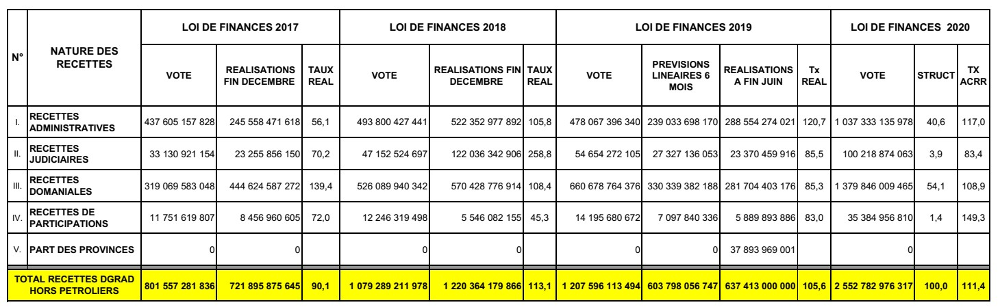 LOI DE FINANCES 2017 LOI DE FINANCES 2018 LOI DE FINANCES 2019 LOI DE FINANCES 2020
N° NATURE DES RECETTES VOTE REALISATIONS FIN DECEMBRE TAUX REAL VOTE REALISATIONS FIN DECEMBRE TAUX REAL VOTE PREVISIONS LINEAIRES 6 MOIS REALISATIONS A FIN JUIN Tx REAL VOTE STRUCT TX ACRR
I. RECETTES ADMINISTRATIVES 437 605 157 828 245 558 471 618 56,1 493 800 427 441 522 352 977 892 105,8 478 067 396 340 239 033 698 170 288 554 274 021 120,7 1 037 333 135 978 40,6 117,0
II. RECETTES JUDICIAIRES 33 130 921 154 23 255 856 150 70,2 47 152 524 697 122 036 342 906 258,8 54 654 272 105 27 327 136 053 23 370 459 916 85,5 100 218 874 063 3,9 83,4
III. RECETTES DOMANIALES 319 069 583 048 444 624 587 272 139,4 526 089 940 342 570 428 776 914 108,4 660 678 764 376 330 339 382 188 281 704 403 176 85,3 1 379 846 009 465 54,1 108,9
IV. RECETTES DE PARTICIPATIONS 11 751 619 807 8 456 960 605 72,0 12 246 319 498 5 546 082 155 45,3 14 195 680 672 7 097 840 336 5 889 893 886 83,0 35 384 956 810 1,4 149,3
V. PART DES PROVINCES 0 0 0 0 0 0 37 893 969 001 0
TOTAL RECETTES DGRAD HORS PETROLIERS 801 557 281 836 721 895 875 645 90,1 1 079 289 211 978 1 220 364 179 866 113,1 1 207 596 113 494 603 798 056 747 637 413 000 000 105,6 2 552 782 976 317 100,0 111,4